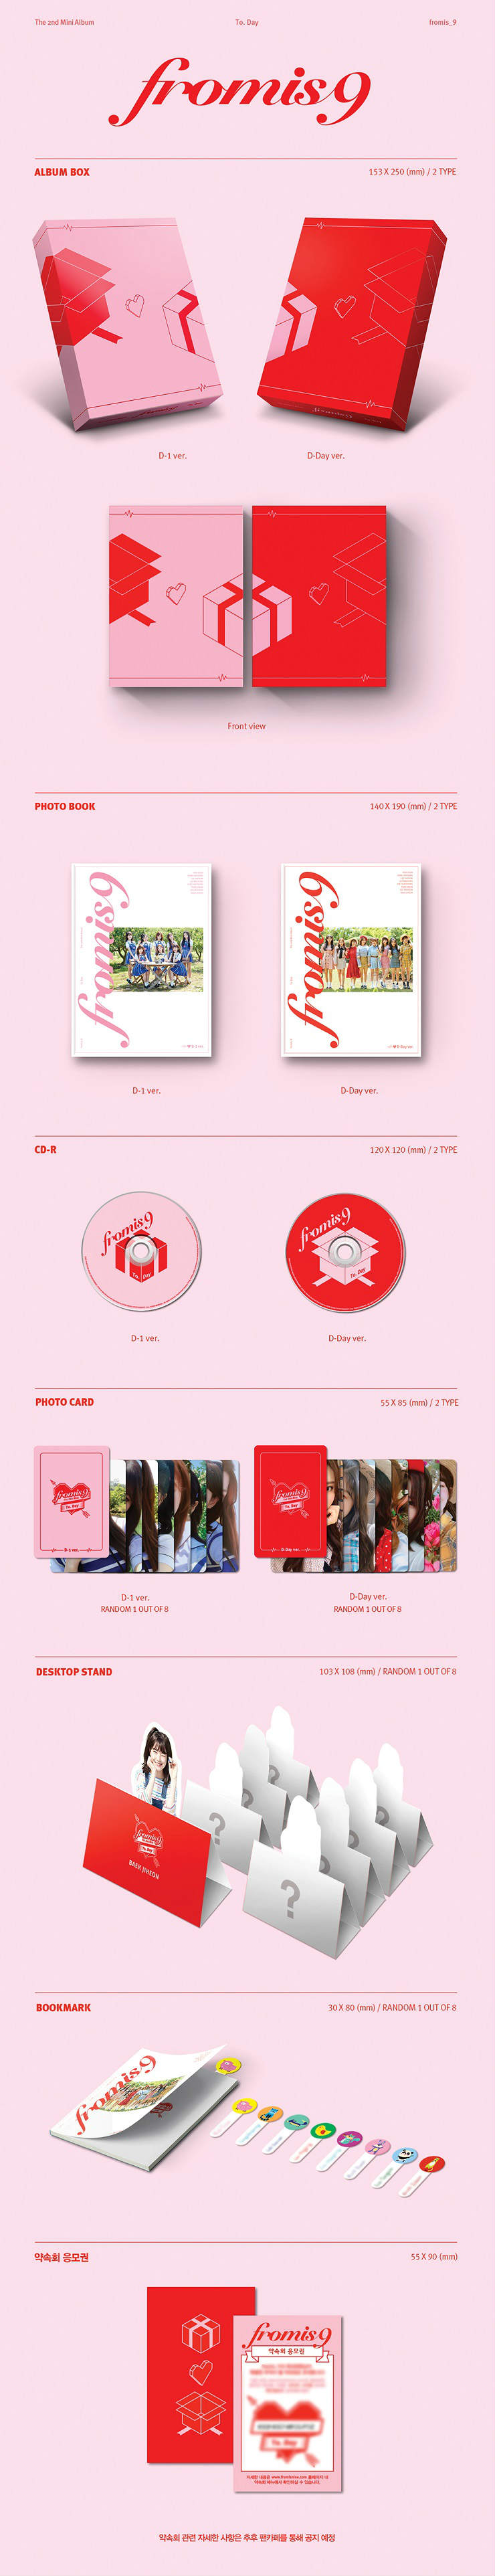 The 2nd Mini Album To. Day fromis_9
fromis9
ALBUM BOX 153 X 250 (mm) / 2 TYPE
D-1 ver. D-Day ver.
Front view
PHOTO BOOK 140 X 190 (mm) / 2 TYPE
fromis9 fromis9
D-1 ver. D-Day ver.
CD-R 120 X 120 (mm) / 2 TYPE
fromis9 fromis9
To. Day To. Day
D-1 ver. D-Day ver.
PHOTO CARD 55 X 85 (mm) / 2 TYPE
fromis9 fromis9
To. Day To. Day
D-1 ver. D-Day ver.
D-1 ver. D-Day ver.
RANDOM 1 OUT OF 8 RANDOM 1 OUT OF 8
DESKTOP STAND 103 X 108 (mm) / RANDOM 1 OUT OF 8
fromis9
To. Day
BAEK JIHEON
?
?
?
BOOKMARK 30 X 80 (mm) / RANDOM 1 OUT OF 8
fromis9
약속회 응모권 55 X 90 (mm)
fromis9
약속회 응모권
To. Day
약속회 관련 자세한 사항은 추후 팬카페를 통해 공지 예정